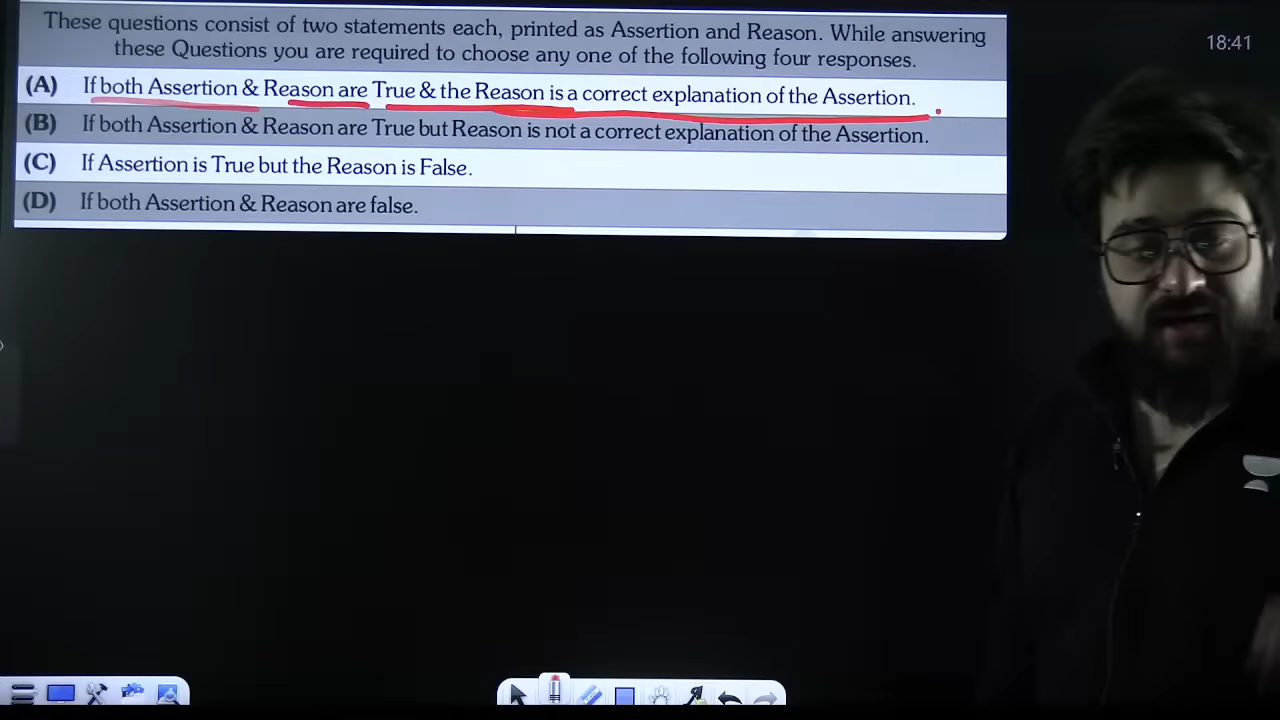 These questions consist of two statements each, printed as Assertion and Reason. While answering
these Questions you are required to choose any one of the following four responses.
18:41
(A) If both Assertion & Reason are True & the Reason is a correct explanation of the Assertion.
(B) If both Assertion & Reason are True but Reason is not a correct explanation of the Assertion.
(C) If Assertion is True but the Reason is False.
(D) If both Assertion & Reason are false.